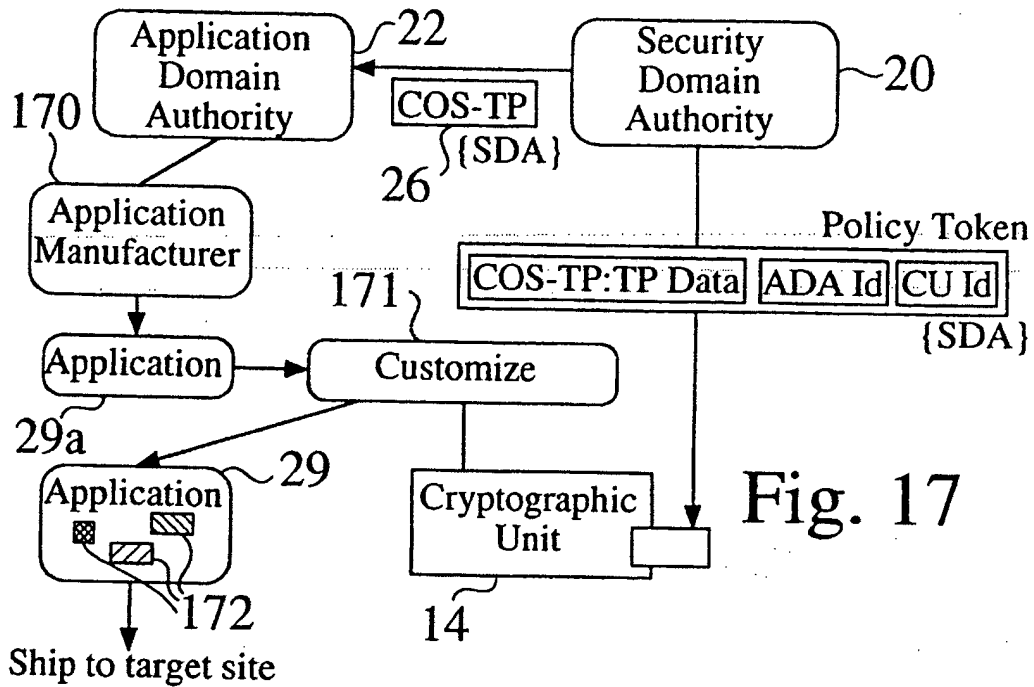 Application
Domain
Authority
22
Security
Domain
Authority
20
COS-TP
{SDA}
26
170
Application
Manufacturer
Policy Token
COS-TP:TP Data
ADA Id
CU Id
{SDA}
171
Application
Customize
29a
Application
29
Cryptographic
Unit
Fig. 17
172
14
Ship to target site